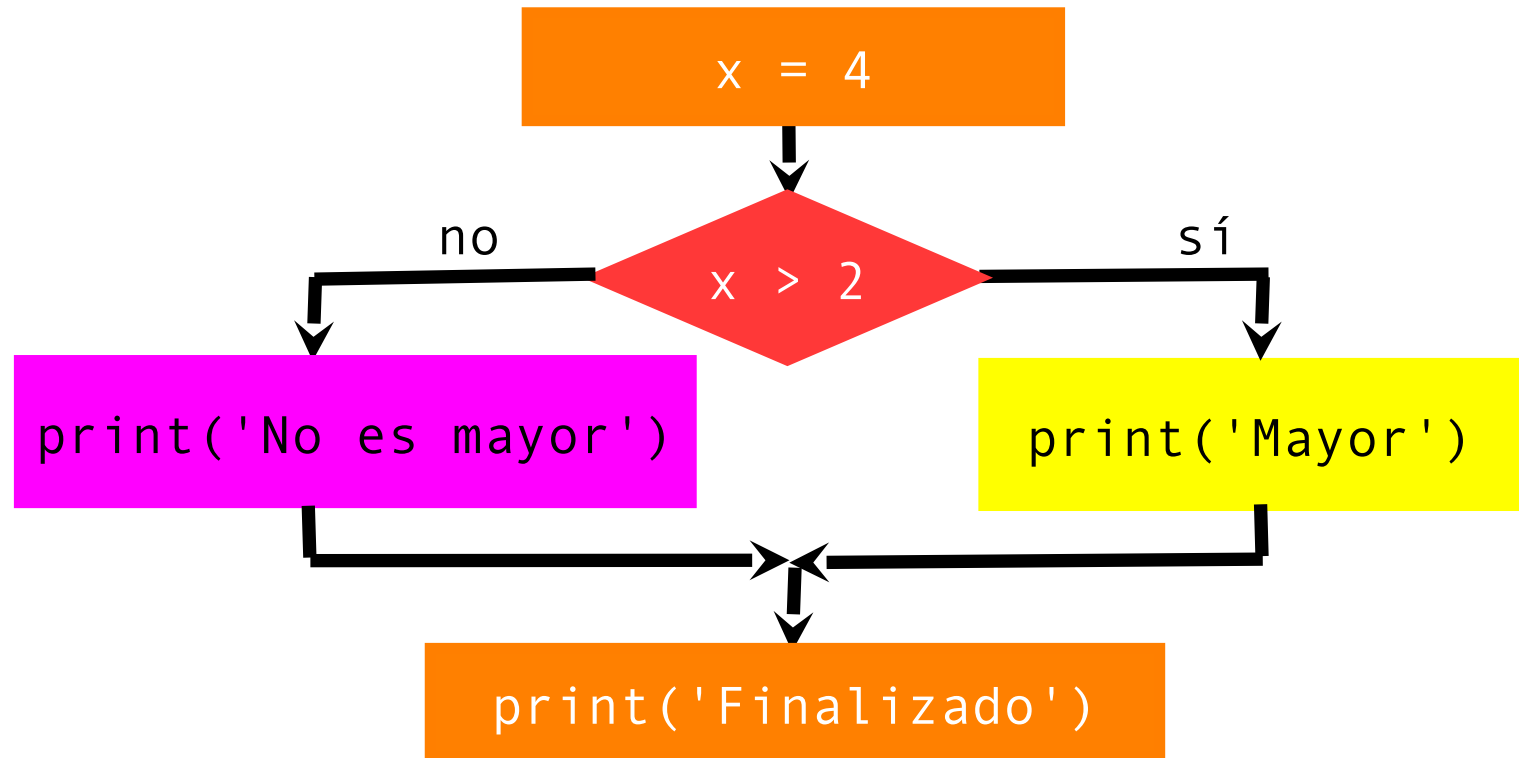 x = 4
no
sí
x > 2
print('No es mayor')
print('Mayor')
print('Finalizado')